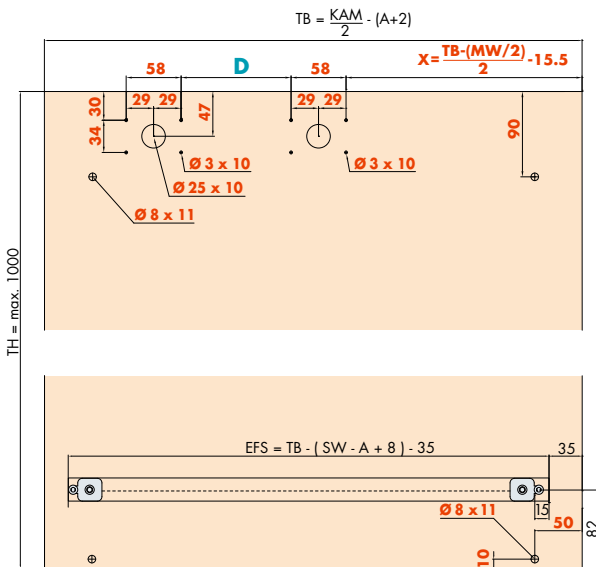 TB = KAM/2 - (A+2)
58
D
58
X= TB-(MW/2)/2 -15.5
30
29
29
47
29
29
90
34
Ø 3 x 10
Ø 3 x 10
Ø 25 x 10
Ø 8 x 11
TH = max. 1000
EFS = TB - ( SW - A + 8 ) - 35
35
Ø 8 x 11
15
50
82
10